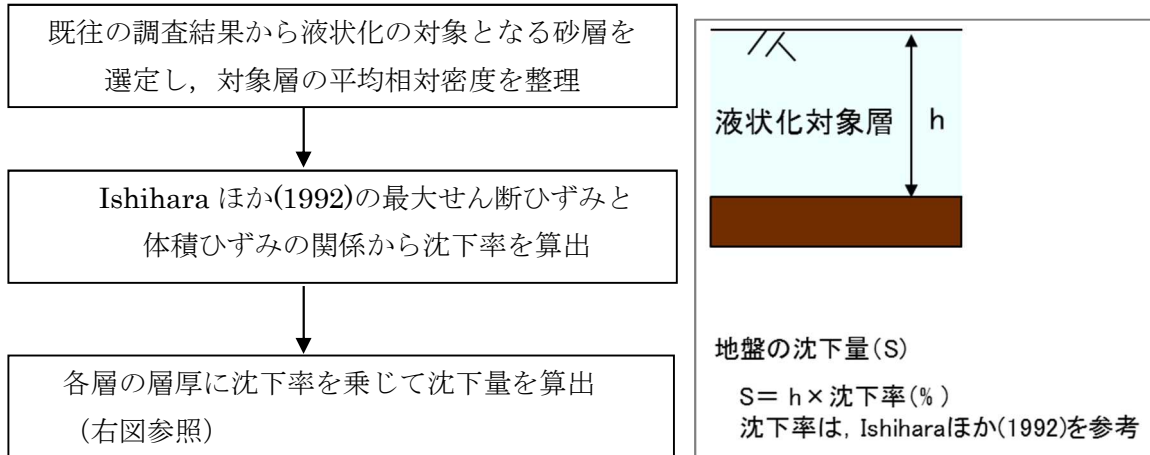 既往の調査結果から液状化の対象となる砂層を
選定し，対象層の平均相対密度を整理
Ishihara ほか(1992)の最大せん断ひずみと
体積ひずみの関係から沈下率を算出
各層の層厚に沈下率を乗じて沈下量を算出
（右図参照）
液状化対象層
h
地盤の沈下量(S)
S＝ h×沈下率(％)
沈下率は，Ishiharaほか(1992)を参考